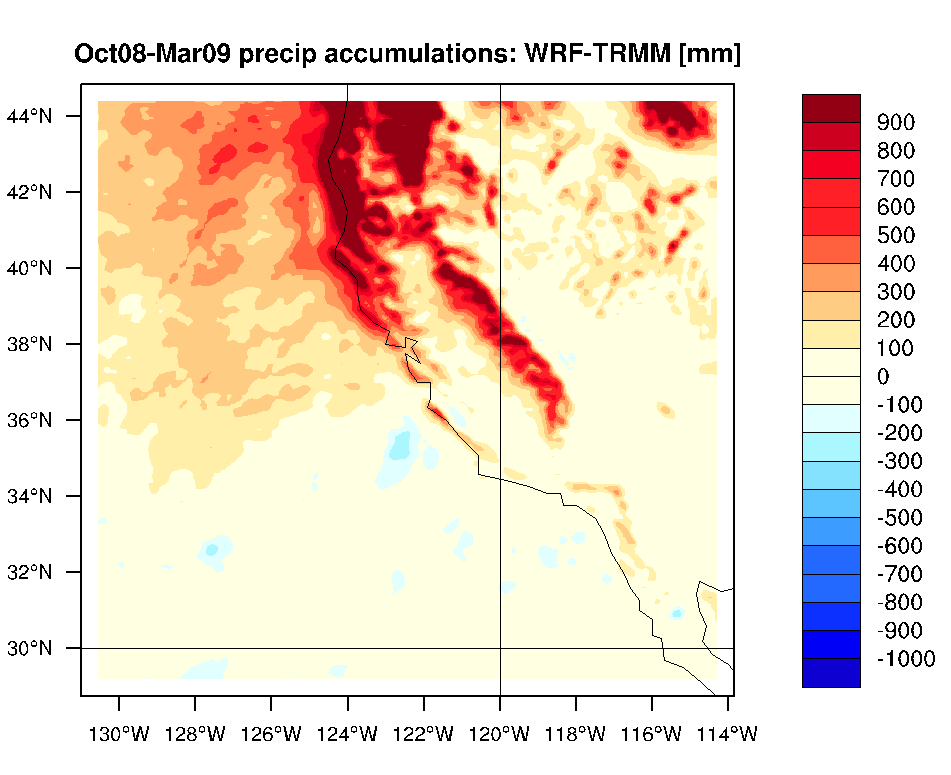 Oct08-Mar09 precip accumulations: WRF-TRMM [mm]
44°N
42°N
40°N
38°N
36°N
34°N
32°N
30°N
130°W 128°W 126°W 124°W 122°W 120°W 118°W 116°W 114°W
900
800
700
600
500
400
300
200
100
0
-100
-200
-300
-400
-500
-600
-700
-800
-900
-1000